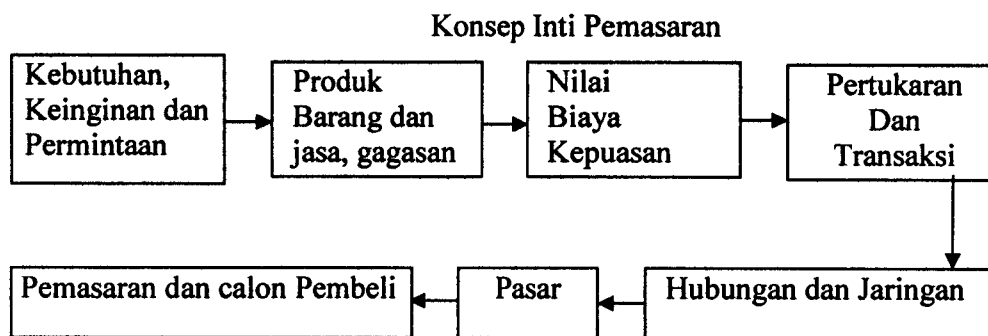 Konsep Inti Pemasaran
Kebutuhan,
Keinginan dan
Permintaan
Produk
Barang dan
jasa, gagasan
Nilai
Biaya
Kepuasan
Pertukaran
Dan
Transaksi
Hubungan dan Jaringan
Pasar
Pemasaran dan calon Pembeli